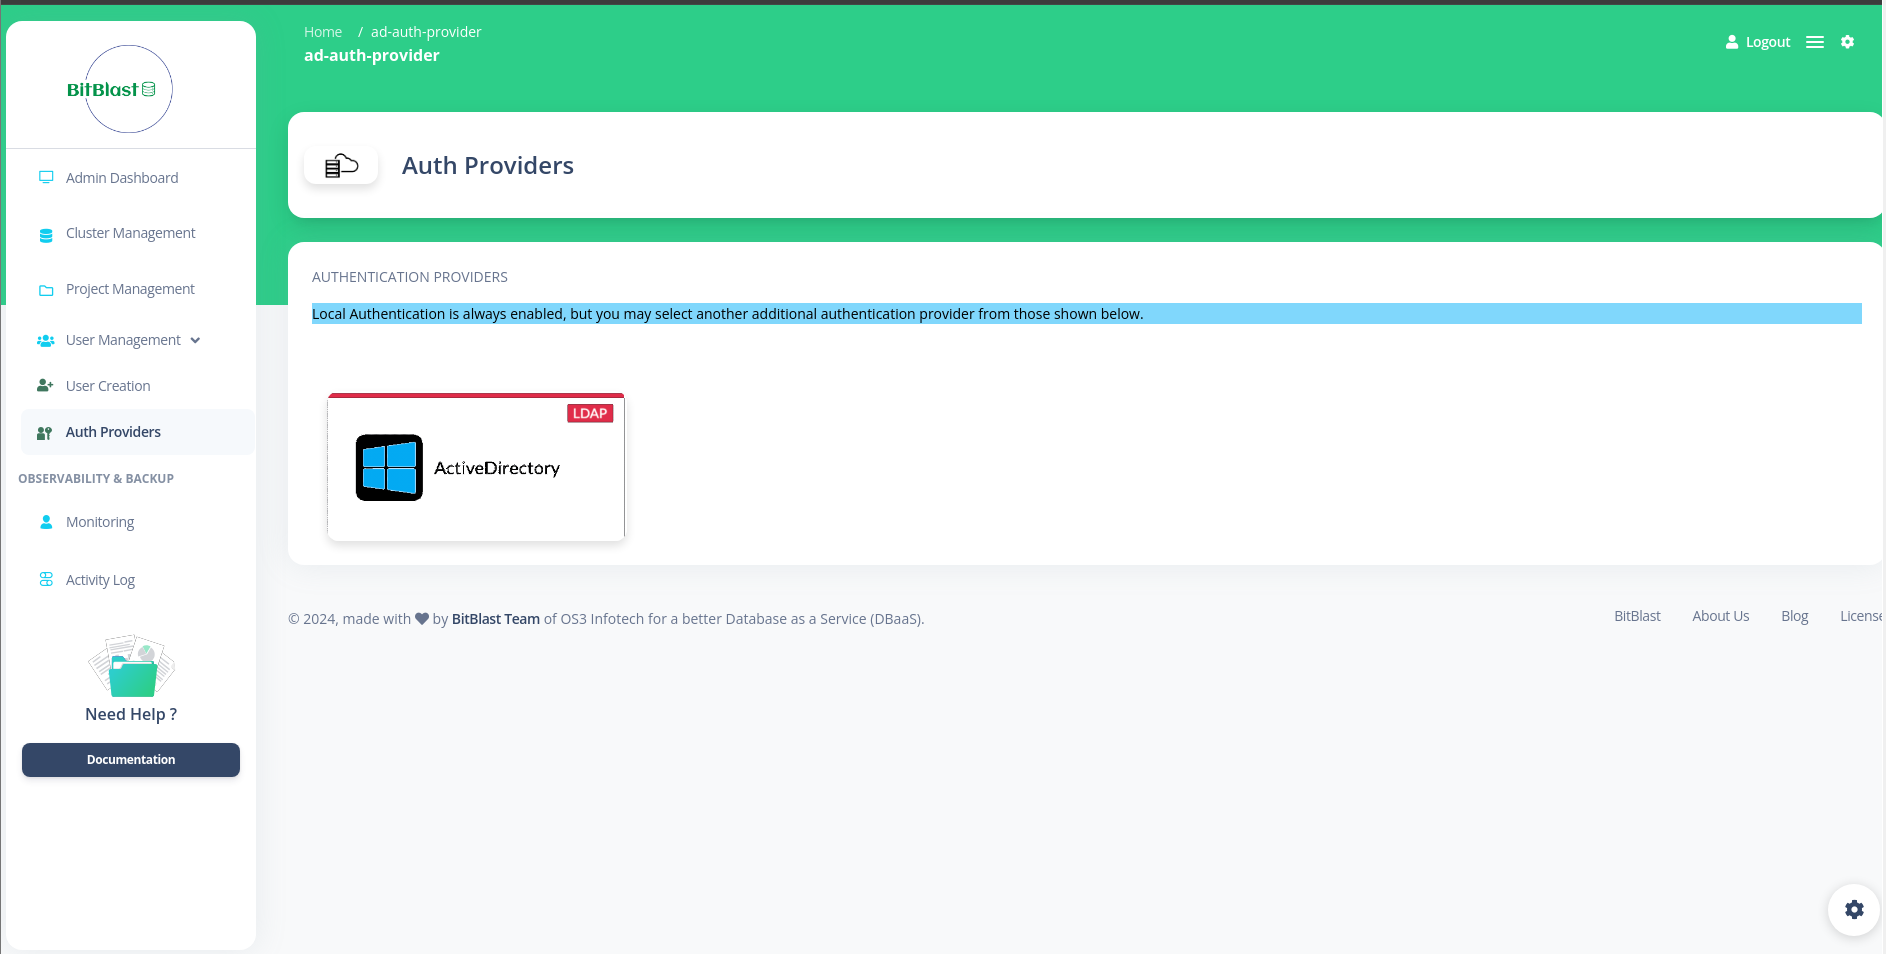 BitBlast
Admin Dashboard
Cluster Management
Project Management
User Management
User Creation
Auth Providers
OBSERVABILITY & BACKUP
Monitoring
Activity Log
Need Help ?
Documentation
Home / ad-auth-provider
ad-auth-provider
Logout
Auth Providers
AUTHENTICATION PROVIDERS
Local Authentication is always enabled, but you may select another additional authentication provider from those shown below.
LDAP
ActiveDirectory
© 2024, made with ♥ by BitBlast Team of OS3 Infotech for a better Database as a Service (DBaaS).
BitBlast About Us Blog License